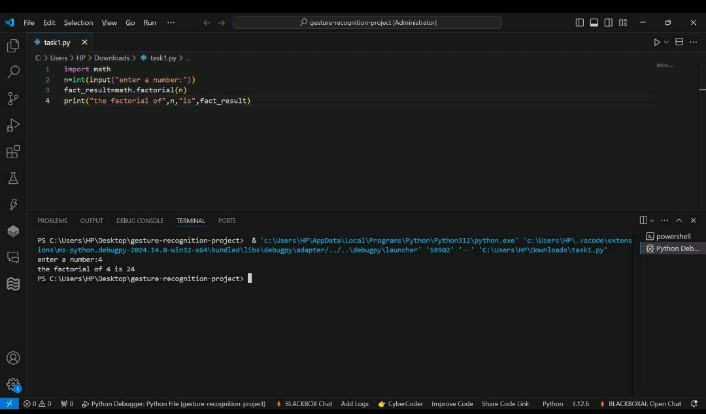 File Edit Selection View Go Run ··· gesture-recognition-project [Administrator]
task1.py
C: > Users > HP > Downloads > task1.py > ...
1 import math
2 n=int(input("enter a number:"))
3 fact_result=math.factorial(n)
4 print("the factorial of",n,"is",fact_result)
PROBLEMS OUTPUT DEBUG CONSOLE TERMINAL PORTS
PS C:\Users\HP\Desktop\gesture-recognition-project> & 'c:\Users\HP\AppData\Local\Programs\Python\Python312\python.exe' 'c:\Users\HP\.vscode\extens
ions\ms-python.debugpy-2024.14.0-win32-x64\bundled\libs\debugpy\adapter/../..\debugpy\launcher' '58902' '--' 'C:\Users\HP\Downloads\task1.py'
enter a number:4
the factorial of 4 is 24
PS C:\Users\HP\Desktop\gesture-recognition-project>
powershell
Python Deb...
1
0 0 0 Python Debugger: Python File (gesture-recognition-project) BLACKBOX Chat Add Logs CyberCoder Improve Code Share Code Link Python 3.12.6 BLACKBOXAI: Open Chat